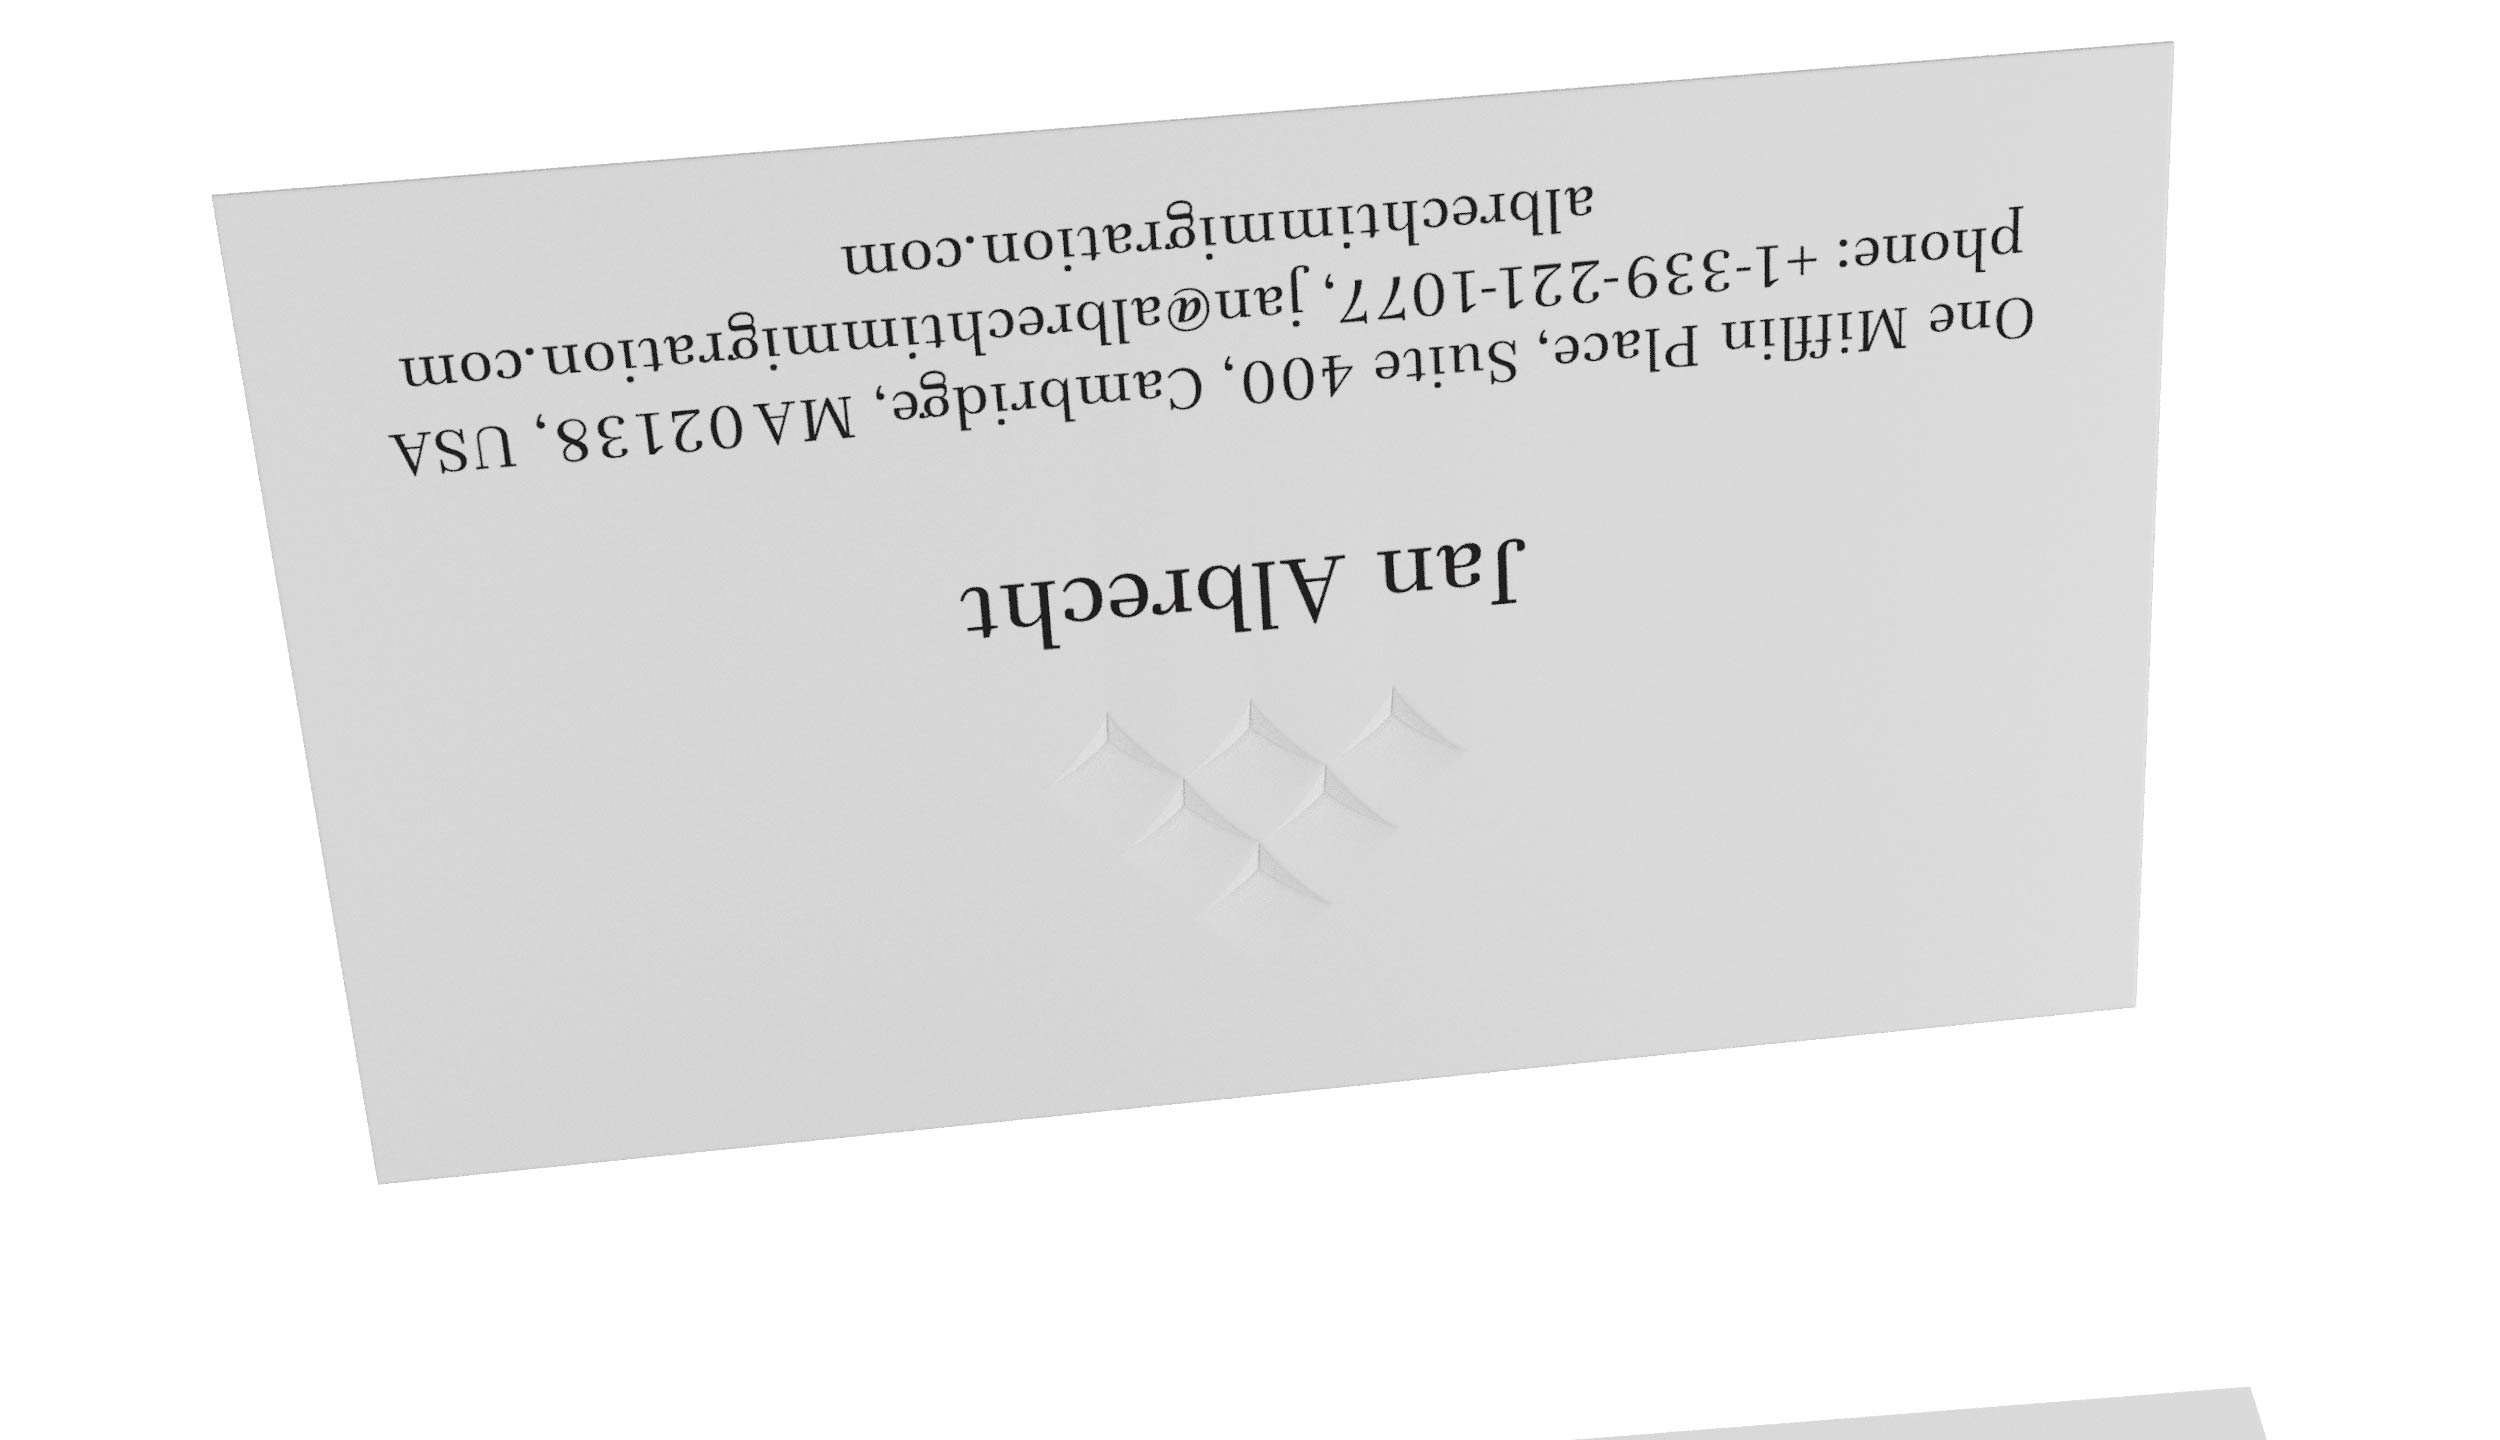 Jan Albrecht
One Mifflin Place, Suite 400, Cambridge, MA 02138, USA
phone: +1-339-221-1077, jan@albrechtimmigration.com
albrechtimmigration.com